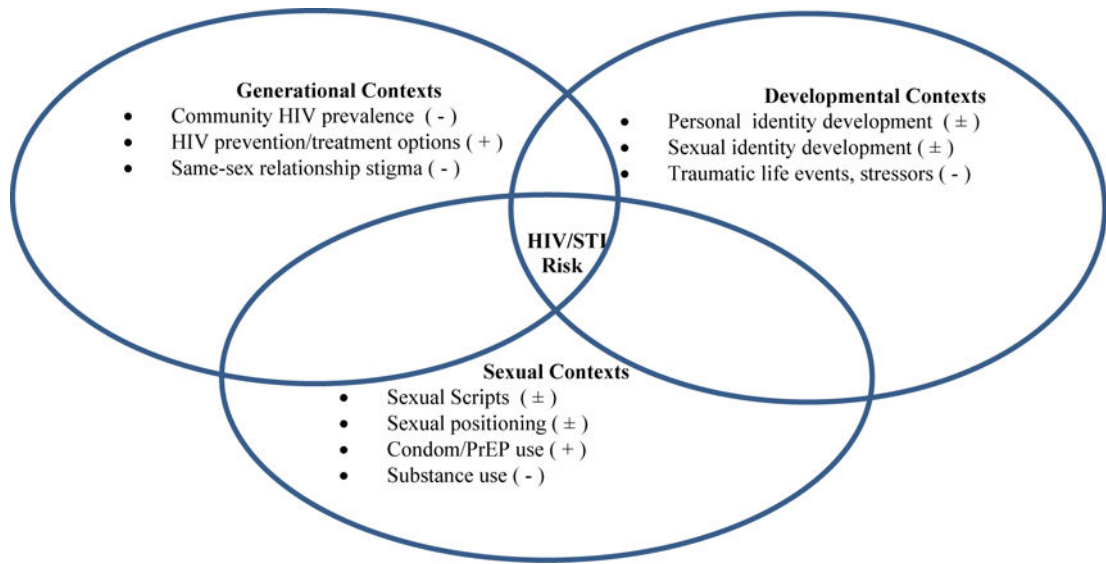 Generational Contexts
• Community HIV prevalence ( - )
• HIV prevention/treatment options ( + )
• Same-sex relationship stigma ( - )
Developmental Contexts
• Personal identity development ( ± )
• Sexual identity development ( ± )
• Traumatic life events, stressors ( - )
HIV/STI
Risk
Sexual Contexts
• Sexual Scripts ( ± )
• Sexual positioning ( ± )
• Condom/PrEP use ( + )
• Substance use ( - )